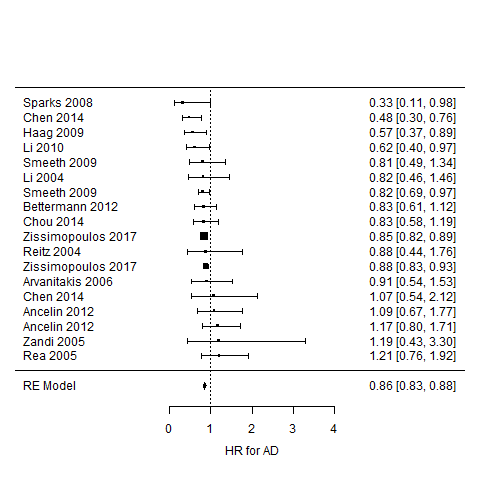 Sparks 2008 0.33 [0.11, 0.98]
Chen 2014 0.48 [0.30, 0.76]
Haag 2009 0.57 [0.37, 0.89]
Li 2010 0.62 [0.40, 0.97]
Smeeth 2009 0.81 [0.49, 1.34]
Li 2004 0.82 [0.46, 1.46]
Smeeth 2009 0.82 [0.69, 0.97]
Bettermann 2012 0.83 [0.61, 1.12]
Chou 2014 0.83 [0.58, 1.19]
Zissimopoulos 2017 0.85 [0.82, 0.89]
Reitz 2004 0.88 [0.44, 1.76]
Zissimopoulos 2017 0.88 [0.83, 0.93]
Arvanitakis 2006 0.91 [0.54, 1.53]
Chen 2014 1.07 [0.54, 2.12]
Ancelin 2012 1.09 [0.67, 1.77]
Ancelin 2012 1.17 [0.80, 1.71]
Zandi 2005 1.19 [0.43, 3.30]
Rea 2005 1.21 [0.76, 1.92]
RE Model 0.86 [0.83, 0.88]
0 1 2 3 4
HR for AD